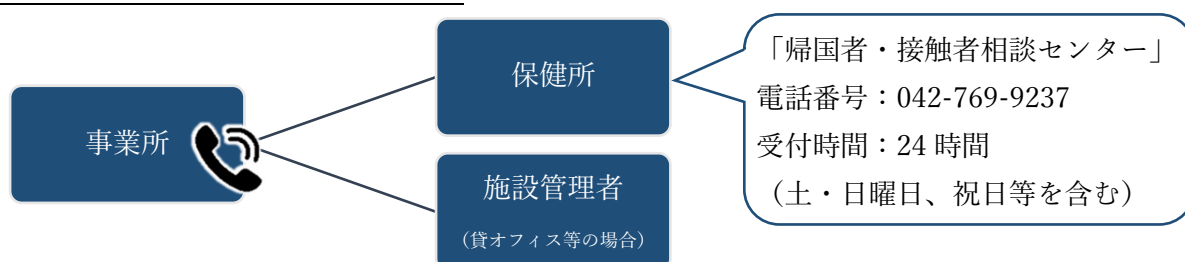 事業所
保健所
施設管理者
（貸オフィス等の場合）
「帰国者・接触者相談センター」
電話番号：042-769-9237
受付時間：24 時間
（土・日曜日、祝日等を含む）